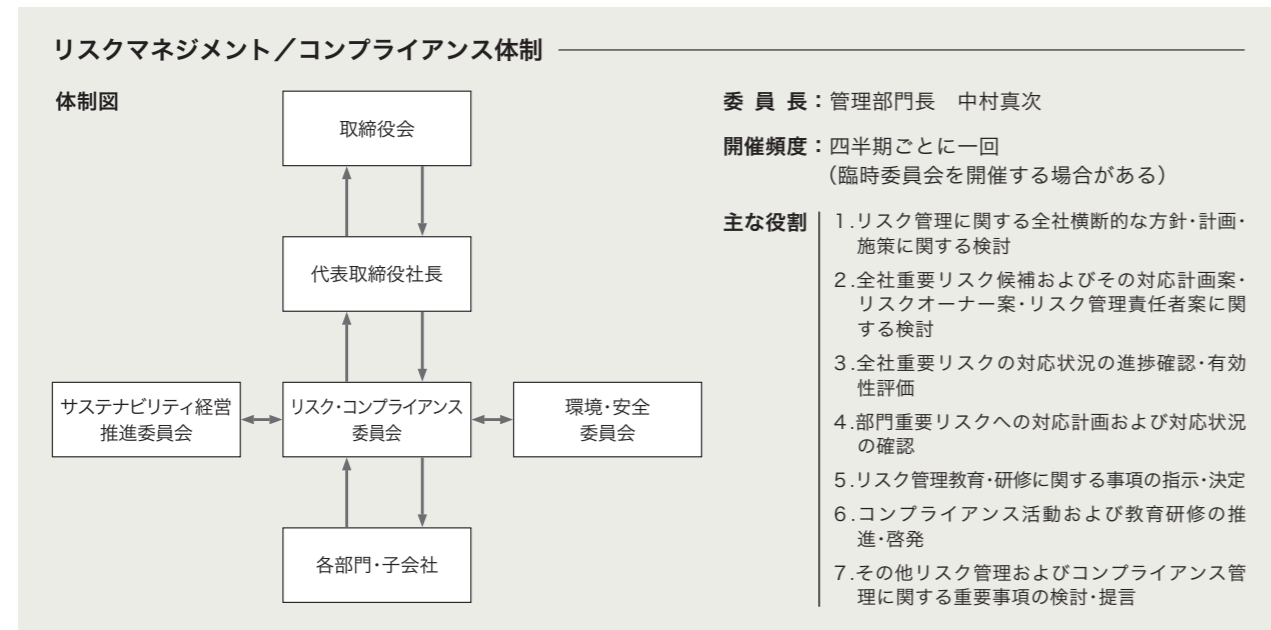 リスクマネジメント／コンプライアンス体制
体制図
取締役会
代表取締役社長
サステナビリティ経営
推進委員会
リスク・コンプライアンス
委員会
環境・安全
委員会
各部門・子会社
委員長：管理部門長　中村真次
開催頻度：四半期ごとに一回
（臨時委員会を開催する場合がある）
主な役割
1.リスク管理に関する全社横断的な方針・計画・
施策に関する検討
2.全社重要リスク候補およびその対応計画案・
リスクオーナー案・リスク管理責任者案に関
する検討
3.全社重要リスクの対応状況の進捗確認・有効
性評価
4.部門重要リスクへの対応計画および対応状況
の確認
5.リスク管理教育・研修に関する事項の指示・決定
6.コンプライアンス活動および教育研修の推
進・啓発
7.その他リスク管理およびコンプライアンス管
理に関する重要事項の検討・提言